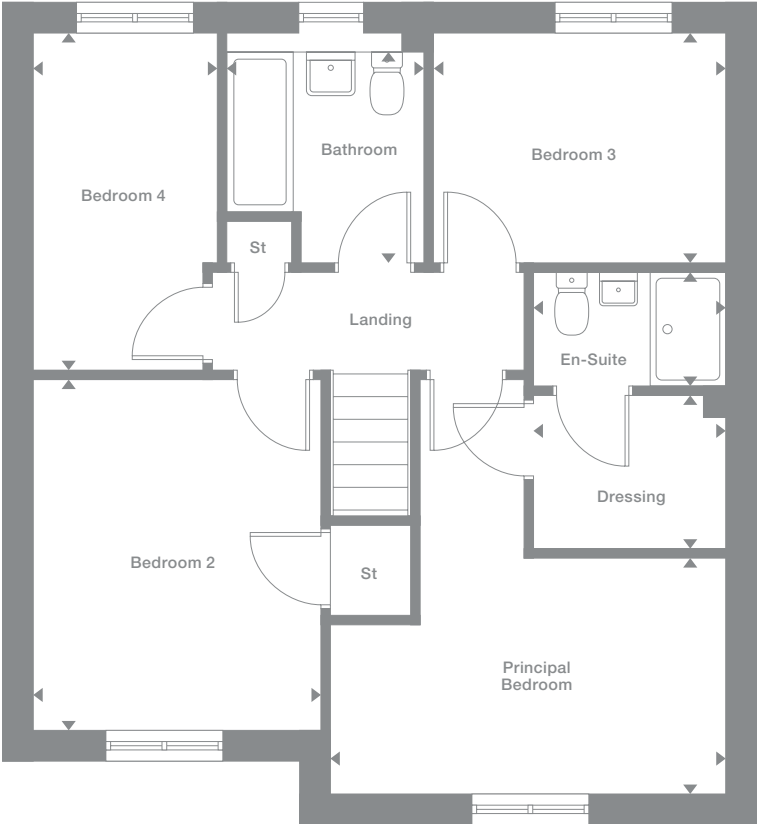 Bathroom
Bedroom 3
Bedroom 4
St
Landing
En-Suite
Dressing
Bedroom 2
St
Principal
Bedroom